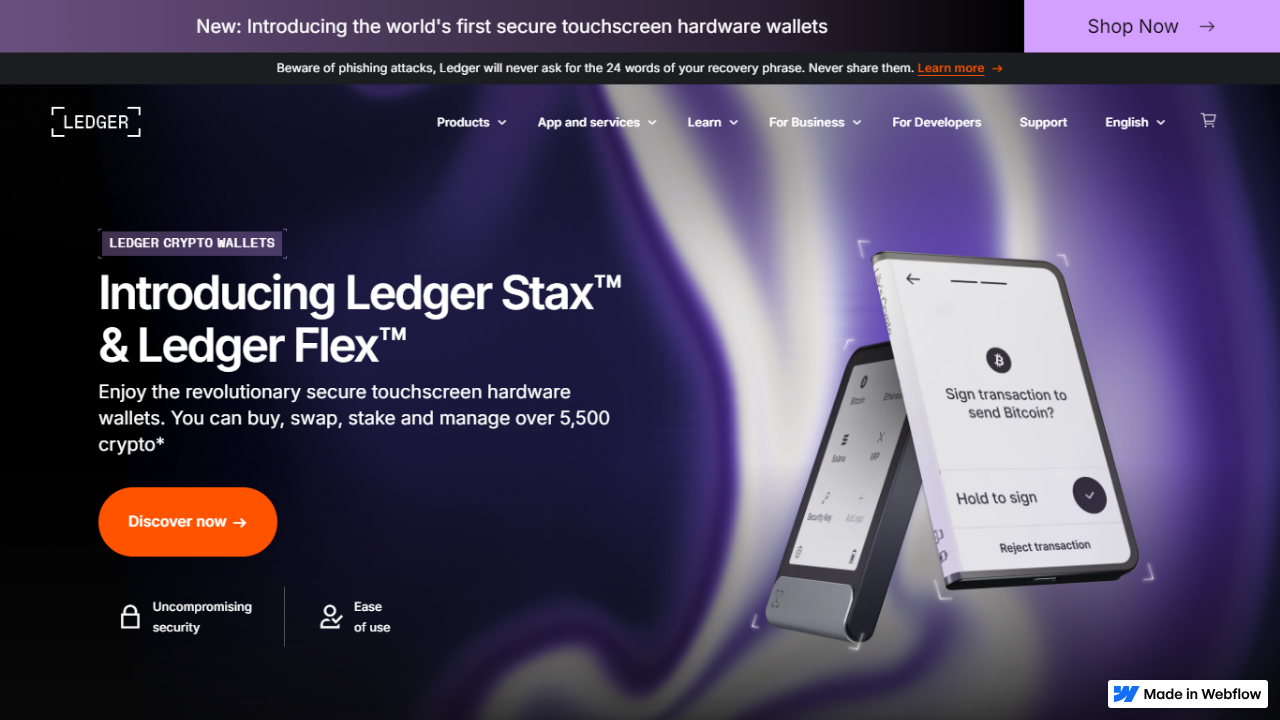 New: Introducing the world's first secure touchscreen hardware wallets
Shop Now →
Beware of phishing attacks, Ledger will never ask for the 24 words of your recovery phrase. Never share them. Learn more →
LEDGER
Products
App and services
Learn
For Business
For Developers
Support
English
LEDGER CRYPTO WALLETS
Introducing Ledger Stax™
& Ledger Flex™
Enjoy the revolutionary secure touchscreen hardware
wallets. You can buy, swap, stake and manage over 5,500
crypto*
Discover now →
Uncompromising
security
Ease
of use
Sign transaction to
send Bitcoin?
Hold to sign
Reject transaction
Bitcoin
Solana
XRP
Security Key
Add app
Made in Webflow